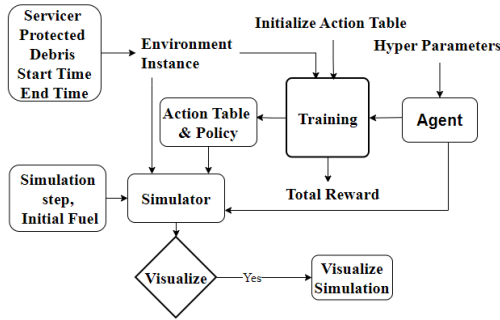 Servicer
Protected
Debris
Start Time
End Time
Environment
Instance
Initialize Action Table
Hyper Parameters
Action Table
& Policy
Training
Agent
Simulation
step,
Initial Fuel
Simulator
Total Reward
Visualize
Yes
Visualize
Simulation